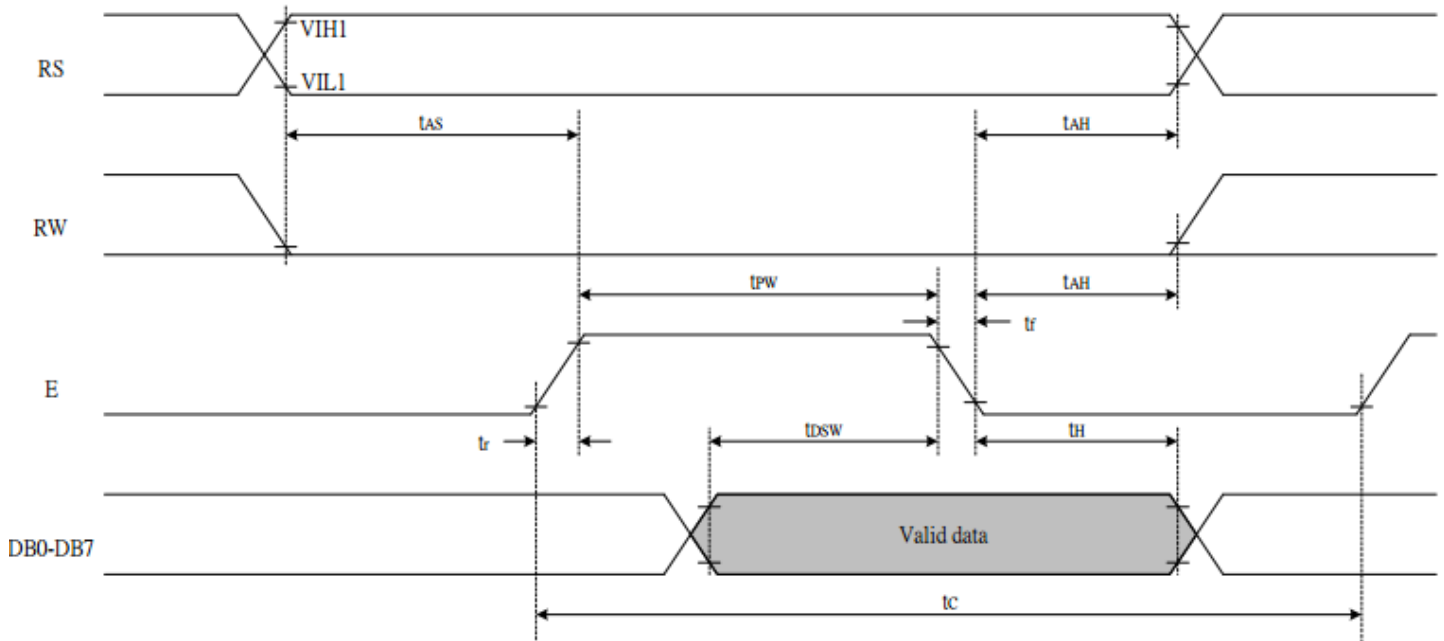 VIH1
RS
VIL1
tAS
tAH
RW
tPW
tAH
tf
E
tr
tDSW
tH
Valid data
DB0-DB7
tC